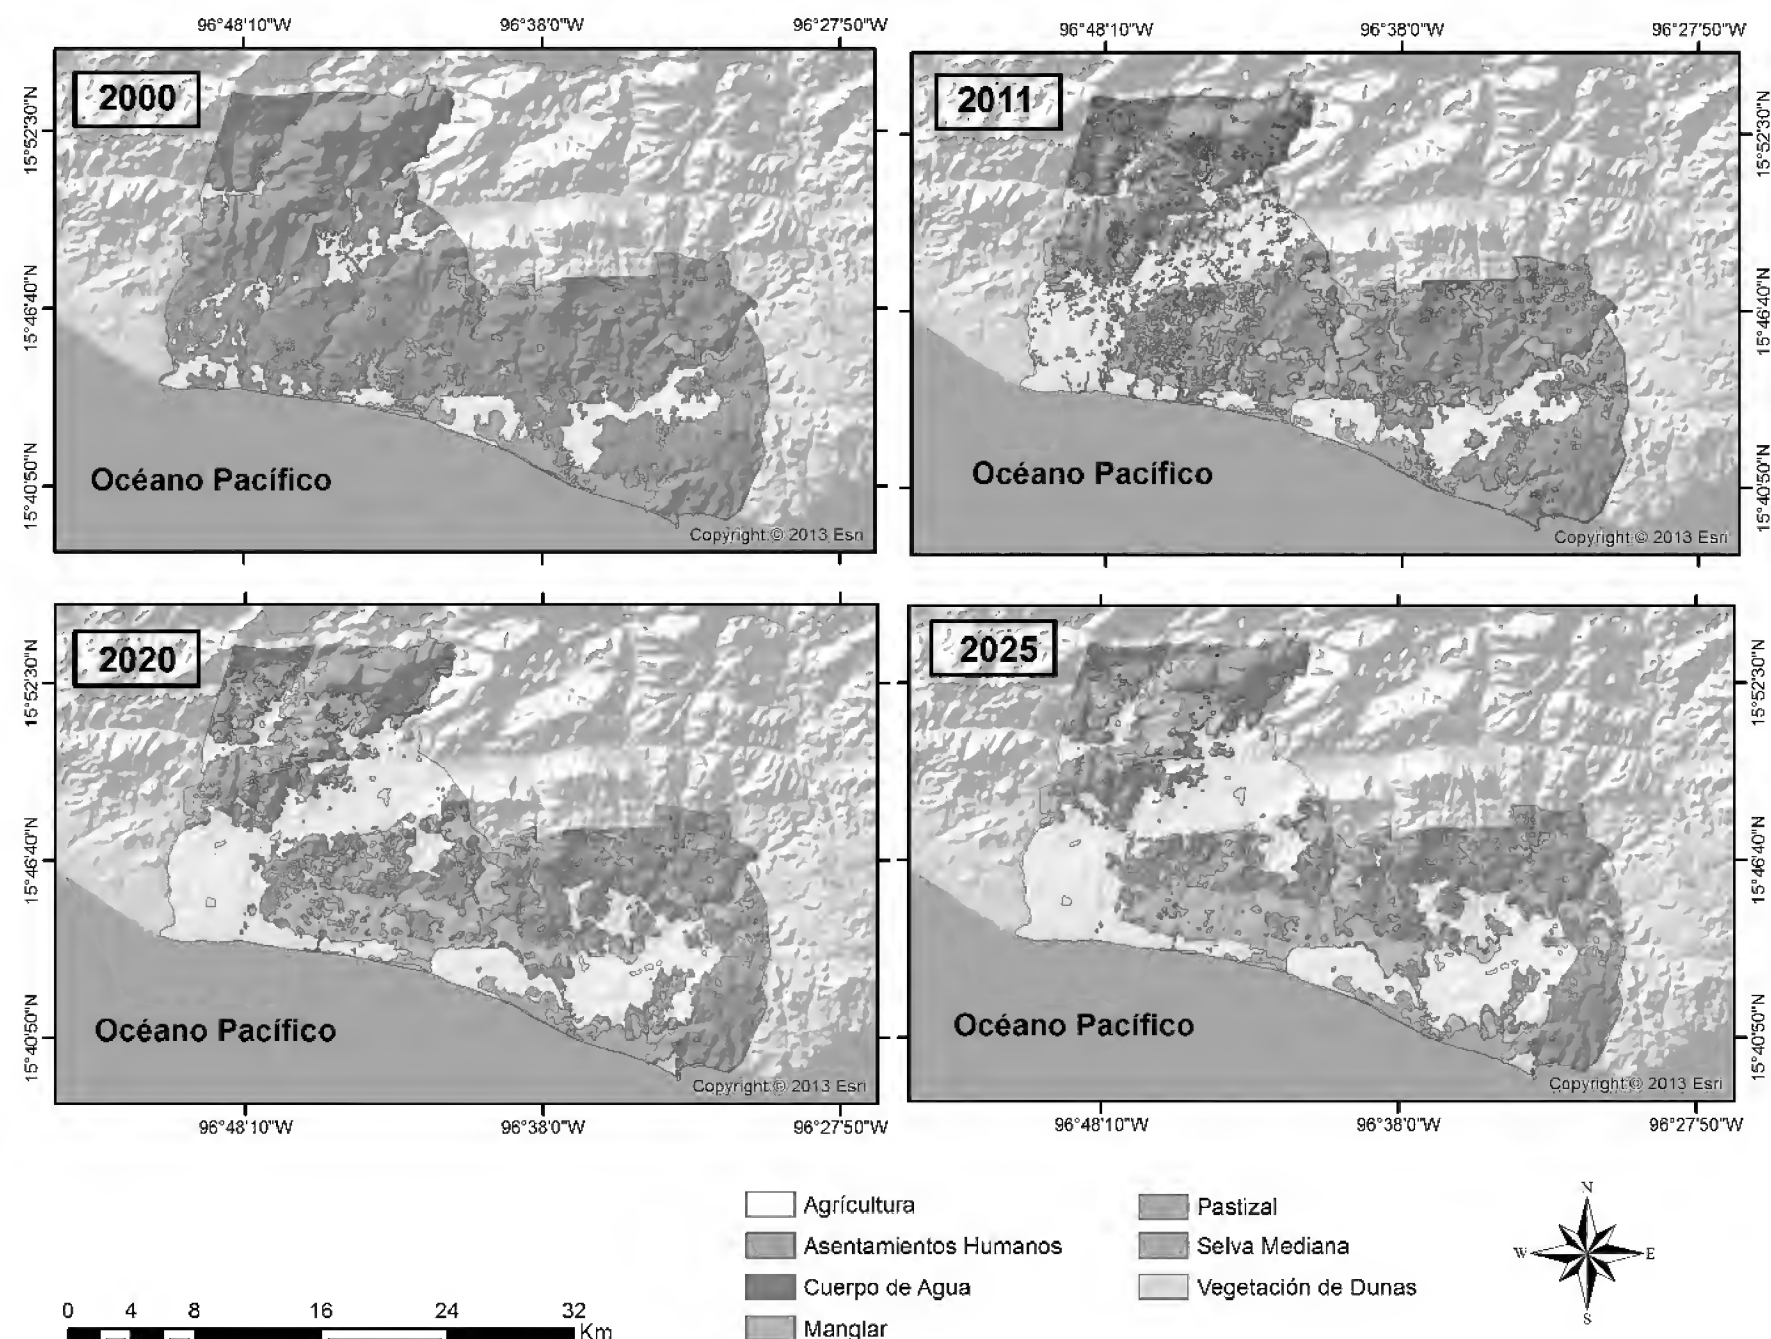 96°48'10"W 96°38'0"W 96°27'50"W
96°48'10"W 96°38'0"W 96°27'50"W
2000
15°52'30"N
15°46'40"N
15°40'50"N
Océano Pacífico
Copyright:© 2013 Esri
2011
15°52'30"N
15°46'40"N
15°40'50"N
Océano Pacífico
Copyright:© 2013 Esri
2020
15°52'30"N
15°46'40"N
15°40'50"N
Océano Pacífico
Copyright:© 2013 Esri
2025
15°52'30"N
15°46'40"N
15°40'50"N
Océano Pacífico
Copyright:© 2013 Esri
96°48'10"W 96°38'0"W 96°27'50"W
96°48'10"W 96°38'0"W 96°27'50"W
0 4 8 16 24 32
Km
Agrícultura
Asentamientos Humanos
Cuerpo de Agua
Manglar
Pastizal
Selva Mediana
Vegetación de Dunas
N
W E
S